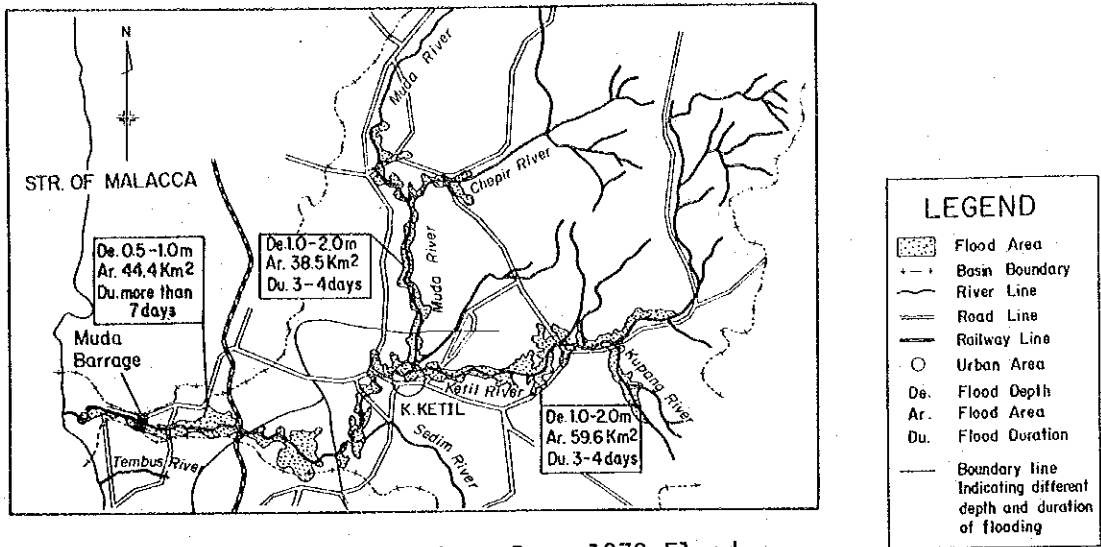 N
STR. OF MALACCA
Muda River
Chepir River
De. 0.5-1.0m
Ar. 44.4 Km2
Du. more than
7 days
De. 1.0-2.0m
Ar. 38.5 Km2
Du. 3-4 days
Muda River
Muda
Barrage
Ketil River
Kupang River
K. KETIL
Sedim River
De. 1.0-2.0m
Ar. 59.6 Km2
Du. 3-4 days
Tembus River
LEGEND
Flood Area
Basin Boundary
River Line
Road Line
Railway Line
Urban Area
De. Flood Depth
Ar. Flood Area
Du. Flood Duration
Boundary line
Indicating different
depth and duration
of flooding